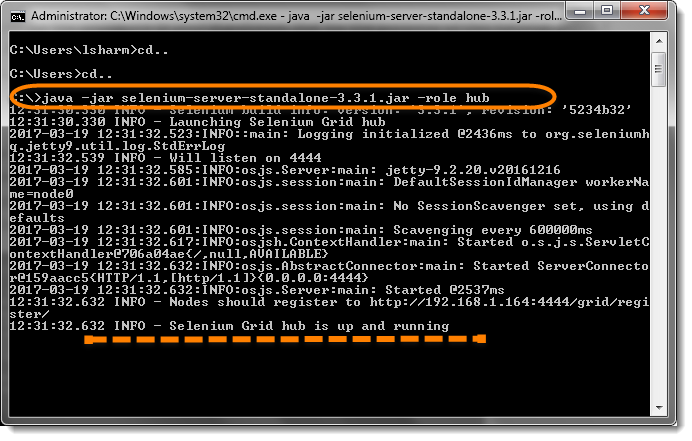 Administrator: C:\Windows\system32\cmd.exe - java -jar selenium-server-standalone-3.3.1.jar -role...
C:\Users\lsharm>cd..
C:\Users>cd..
C:\>java -jar selenium-server-standalone-3.3.1.jar -role hub
12:31:30.330 INFO - Selenium build info: version: '3.3.1', revision: '5234b32'
12:31:30.330 INFO - Launching Selenium Grid hub
2017-03-19 12:31:32.523:INFO::main: Logging initialized @2436ms to org.seleniumh
q.jetty9.util.log.StdErrLog
12:31:32.539 INFO - Will listen on 4444
2017-03-19 12:31:32.585:INFO:osjs.Server:main: jetty-9.2.20.v20161216
2017-03-19 12:31:32.601:INFO:osjs.session:main: DefaultSessionIdManager workerNa
me=node0
2017-03-19 12:31:32.601:INFO:osjs.session:main: No SessionScavenger set, using d
efaults
2017-03-19 12:31:32.601:INFO:osjs.session:main: Scavenging every 600000ms
2017-03-19 12:31:32.617:INFO:osjsh.ContextHandler:main: Started o.s.j.s.ServletC
ontextHandler@706a04ae{/,null,AVAILABLE}
2017-03-19 12:31:32.632:INFO:osjs.AbstractConnector:main: Started ServerConnecto
r@159aacc5{HTTP/1.1,[http/1.1]}{0.0.0.0:4444}
2017-03-19 12:31:32.632:INFO:osjs.Server:main: Started @2537ms
12:31:32.632 INFO - Nodes should register to http://192.168.1.164:4444/grid/regi
ster/
12:31:32.632 INFO - Selenium Grid hub is up and running